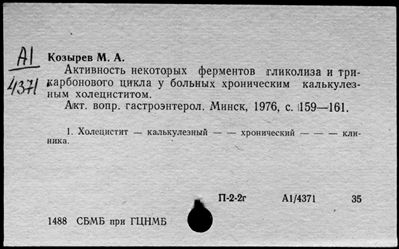 А1
4371
Козырев М. А.
Активность некоторых ферментов гликолиза и три-
карбонового цикла у больных хроническим калькулез-
ным холециститом.
Акт. вопр. гастроэнтерол. Минск, 1976, с. 159—161.
1. Холецистит — калькулезный — — хронический — — — кли-
ника.
П-2-2г А1/4371 35
1488 СБМБ при ГЦНМБ